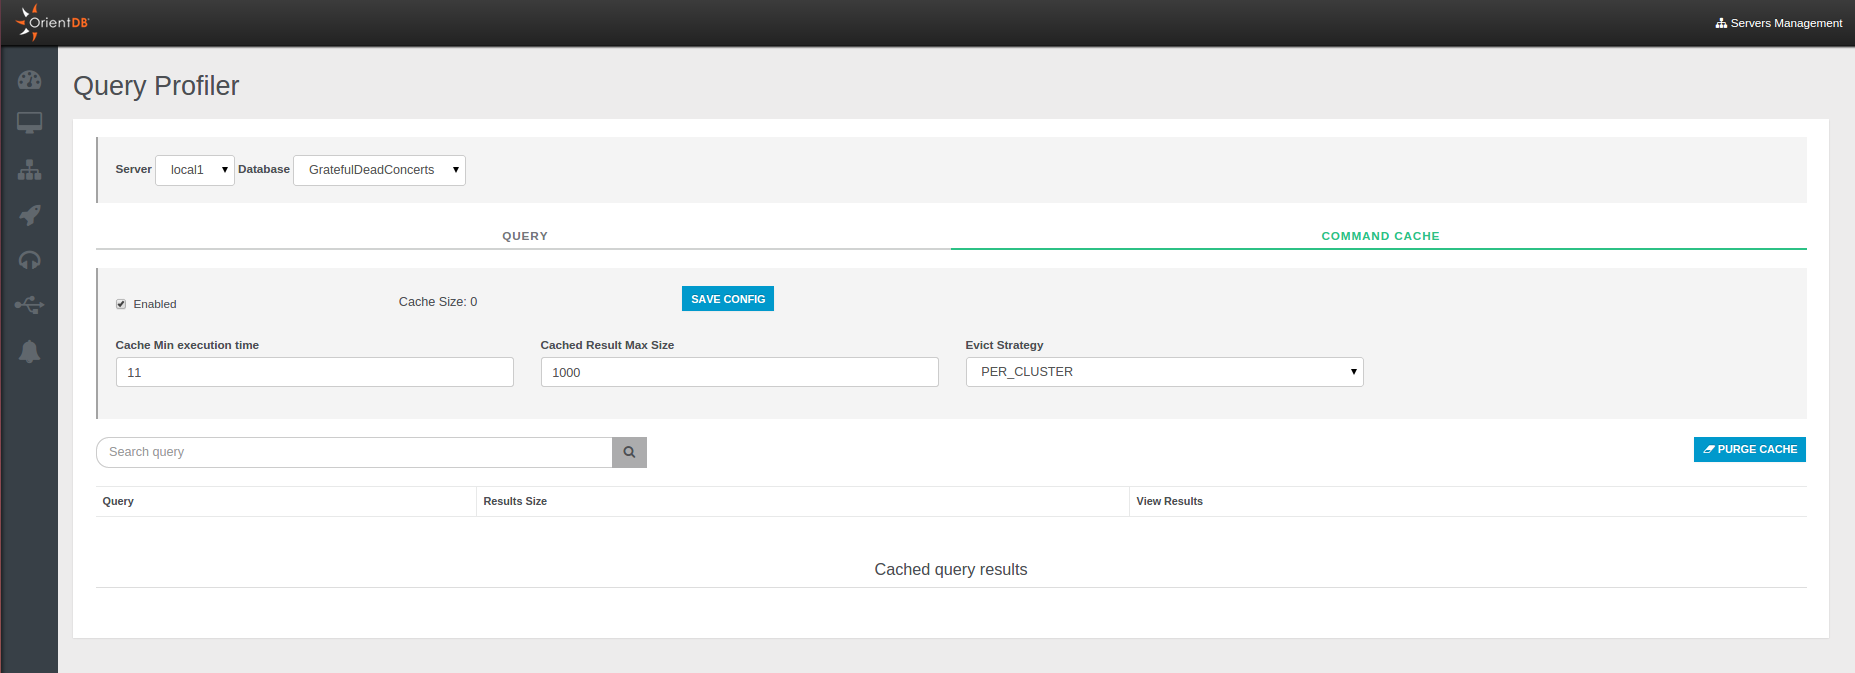 OrientDB
Servers Management
Query Profiler
Server local1 Database GratefulDeadConcerts
QUERY COMMAND CACHE
Enabled Cache Size: 0 SAVE CONFIG
Cache Min execution time Cached Result Max Size Evict Strategy
11 1000 PER_CLUSTER
Search query PURGE CACHE
Query Results Size View Results
Cached query results